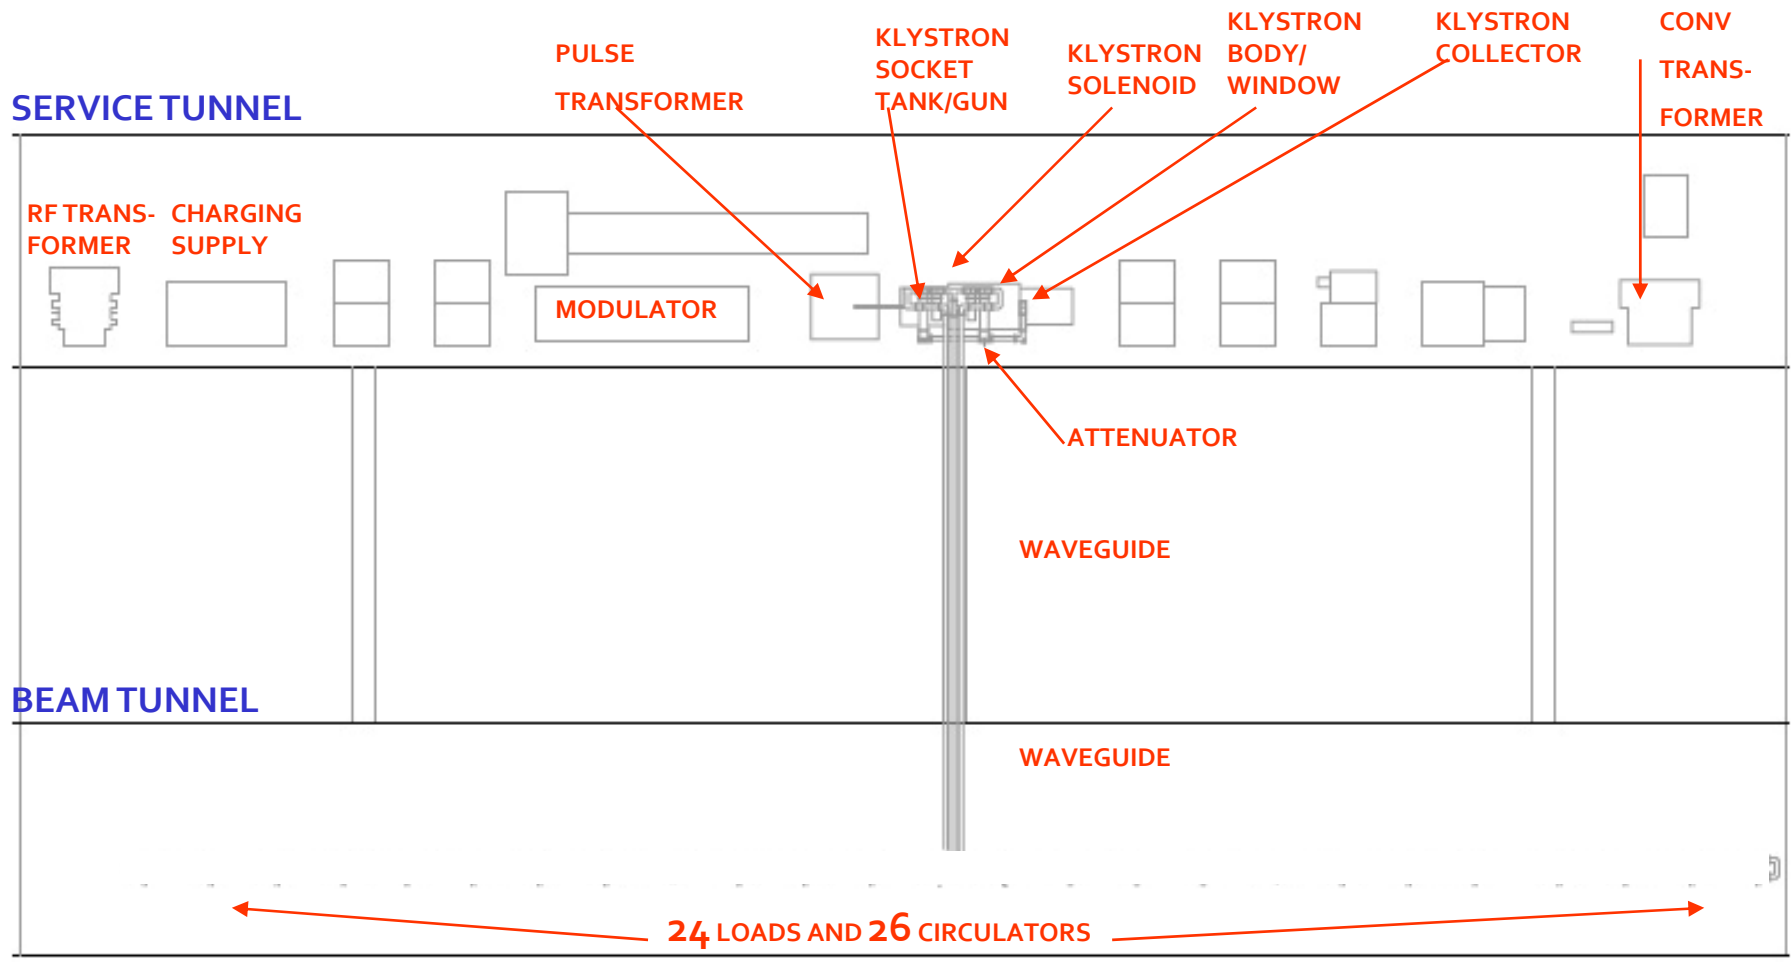 PULSE
TRANSFORMER
KLYSTRON
SOCKET
TANK/GUN
KLYSTRON
SOLENOID
KLYSTRON
BODY/
WINDOW
KLYSTRON
COLLECTOR
CONV
TRANS-
FORMER
SERVICE TUNNEL
RF TRANS-
FORMER
CHARGING
SUPPLY
MODULATOR
ATTENUATOR
WAVEGUIDE
BEAM TUNNEL
WAVEGUIDE
24 LOADS AND 26 CIRCULATORS